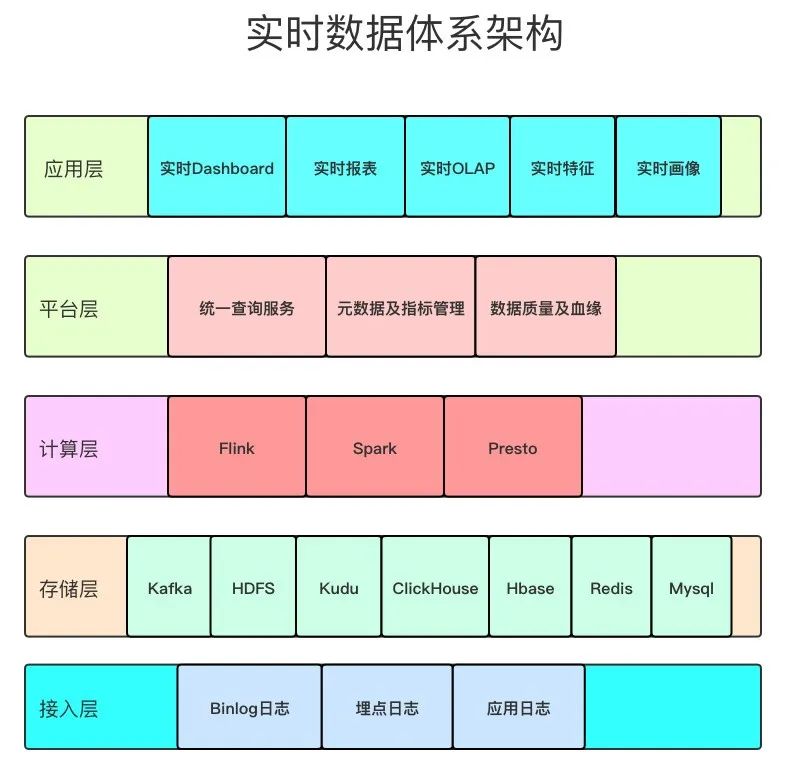 实时数据体系架构
应用层 实时Dashboard 实时报表 实时OLAP 实时特征 实时画像
平台层 统一查询服务 元数据及指标管理 数据质量及血缘
计算层 Flink Spark Presto
存储层 Kafka HDFS Kudu ClickHouse Hbase Redis Mysql
接入层 Binlog日志 埋点日志 应用日志